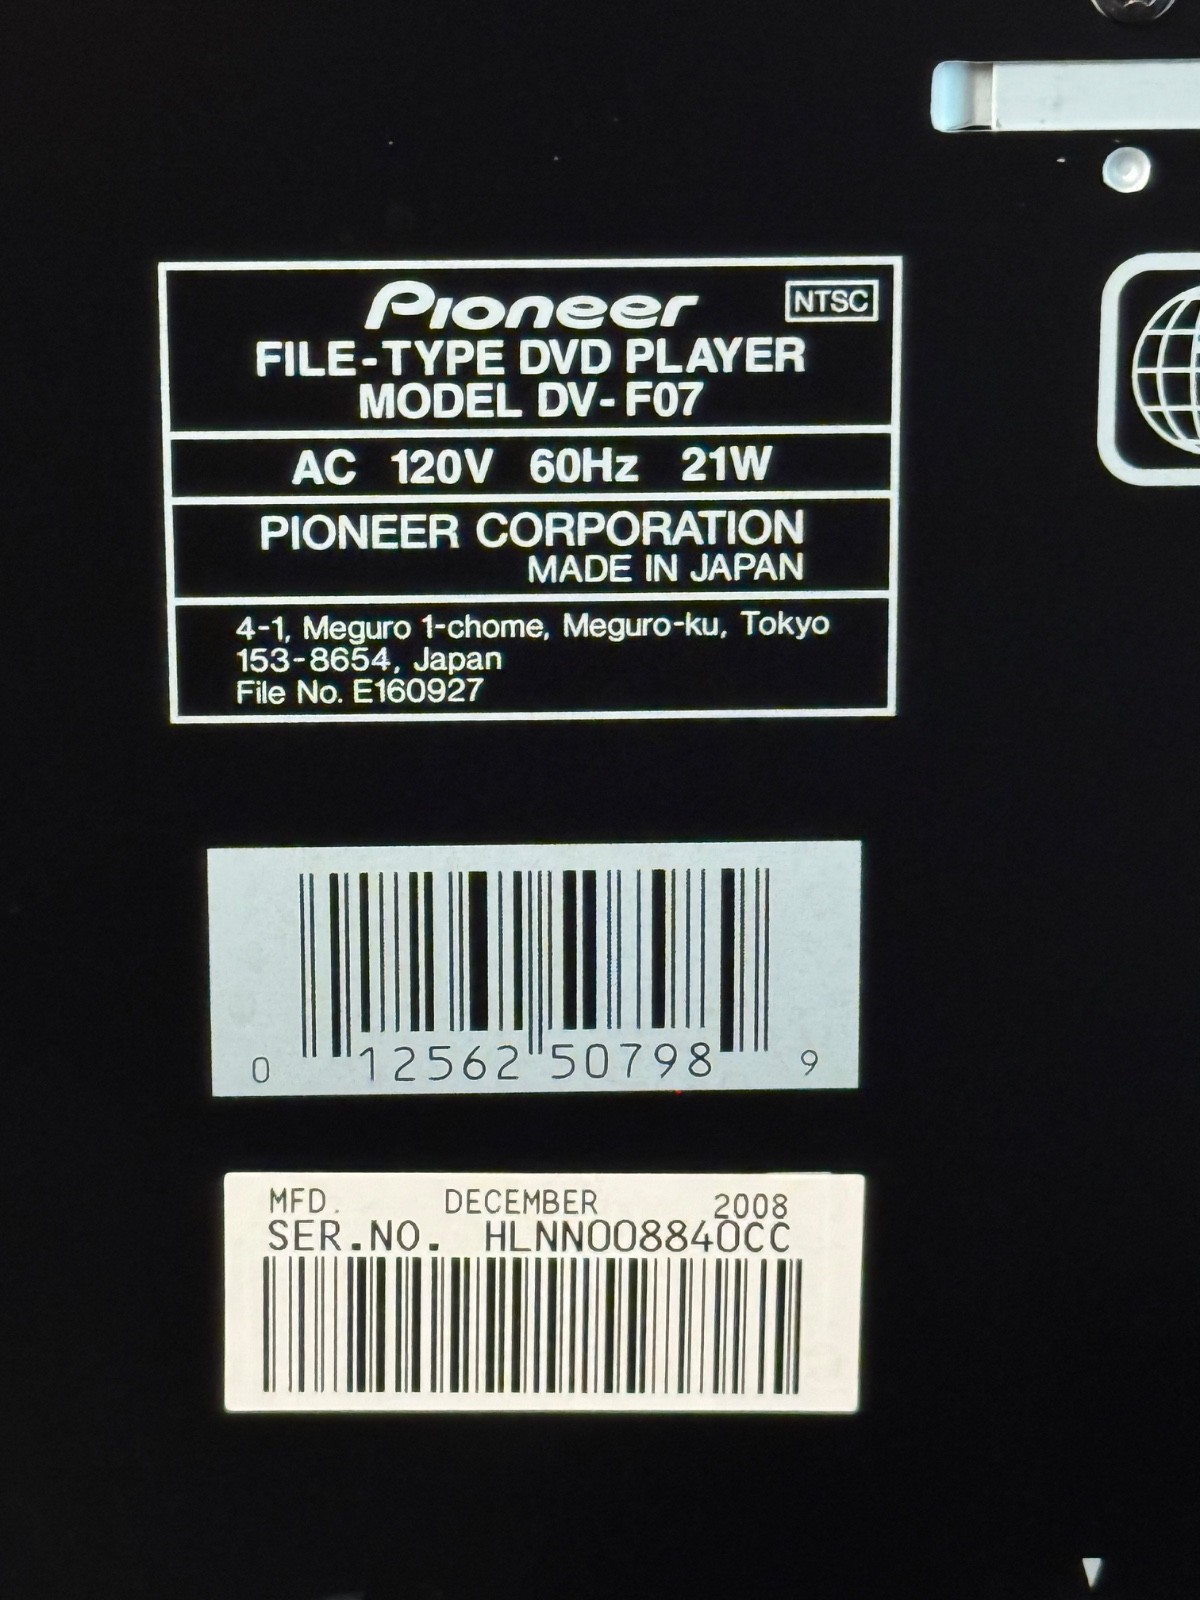 Pioneer NTSC
FILE-TYPE DVD PLAYER
MODEL DV-F07
AC 120V 60Hz 21W
PIONEER CORPORATION
MADE IN JAPAN
4-1, Meguro 1-chome, Meguro-ku, Tokyo
153-8654, Japan
File No. E160927
0 12562 50798 9
MFD. DECEMBER 2008
SER.NO. HLNN008840CC